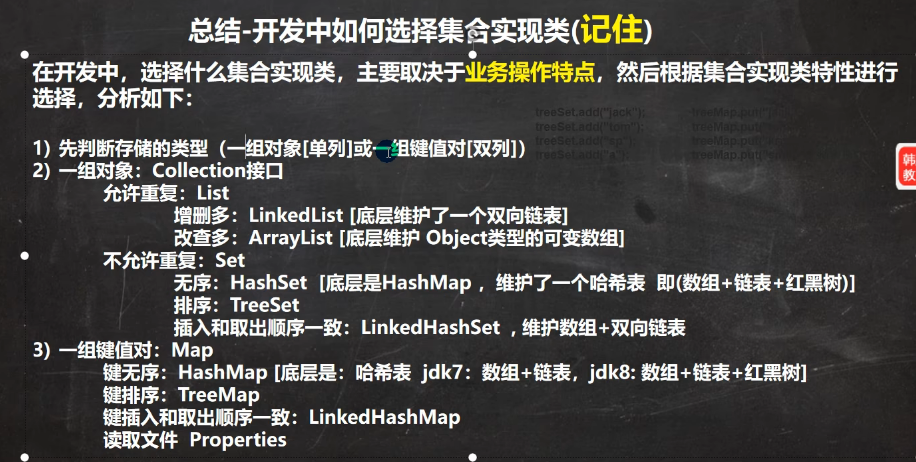 总结-开发中如何选择集合实现类(记住)
在开发中，选择什么集合实现类，主要取决于业务操作特点，然后根据集合实现类特性进行
选择，分析如下：
treeSet.add("jack");
treeMap.put("jack"
treeSet.add("tom");
treeMap.put("tom"
treeSet.add("sp");
treeMap.put(
treeSet.add("a");
treeMap.put(
1) 先判断存储的类型（一组对象[单列]或一组键值对[双列]）
2) 一组对象：Collection接口
允许重复：List
增删多：LinkedList [底层维护了一个双向链表]
改查多：ArrayList [底层维护 Object类型的可变数组]
不允许重复：Set
无序：HashSet [底层是HashMap ，维护了一个哈希表 即(数组+链表+红黑树)]
排序：TreeSet
插入和取出顺序一致：LinkedHashSet , 维护数组+双向链表
3) 一组键值对：Map
键无序：HashMap [底层是：哈希表 jdk7：数组+链表，jdk8: 数组+链表+红黑树]
键排序：TreeMap
键插入和取出顺序一致：LinkedHashMap
读取文件 Properties
韩
教